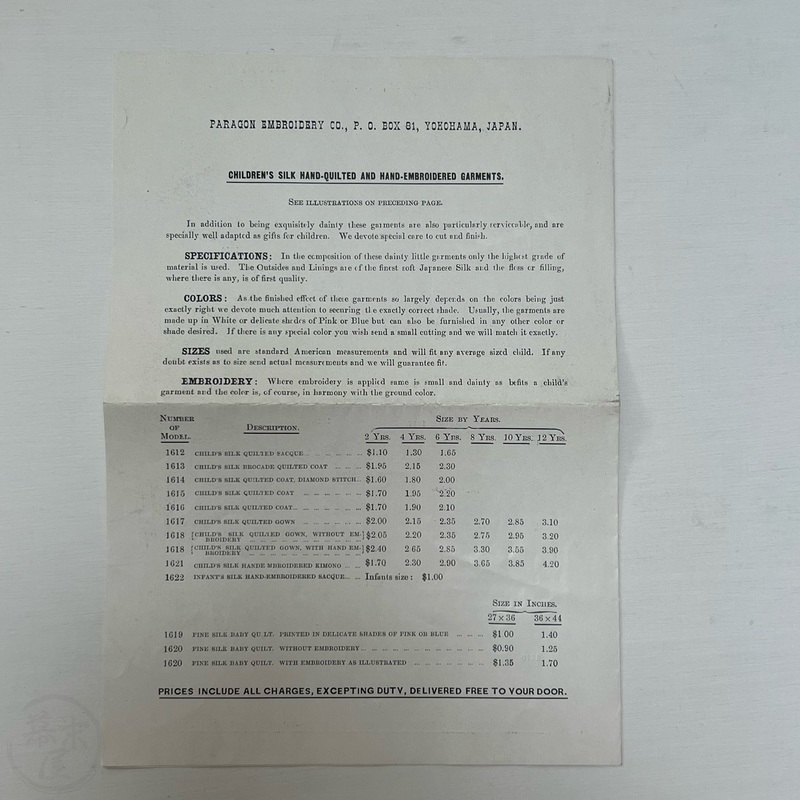 PARAGON EMBROIDERY CO., P. O. BOX 81, YOKOHAMA, JAPAN.
CHILDREN'S SILK HAND-QUILTED AND HAND-EMBROIDERED GARMENTS.
SEE ILLUSTRATIONS ON PRECEDING PAGE.
In addition to being exquisitely dainty these garments are also particularly serviceable, and are
specially well adapted as gifts for children. We devote special care to cut and finish.
SPECIFICATIONS: In the composition of these dainty little garments only the highest grade of
material is used. The Outsides and Linings are of the finest soft Japanese Silk and the floss or filling,
where there is any, is of first quality.
COLORS: As the finished effect of these garments so largely depends on the colors being just
exactly right we devote much attention to securing the exactly correct shade. Usually, the garments are
made up in White or delicate shades of Pink or Blue but can also be furnished in any other color or
shade desired. If there is any special color you wish send a small cutting and we will match it exactly.
SIZES used are standard American measurements and will fit any average sized child. If any
doubt exists as to size send actual measurements and we will guarantee fit.
EMBROIDERY: Where embroidery is applied same is small and dainty as befits a child's
garment and the color is, of course, in harmony with the ground color.
NUMBER OF MODEL. DESCRIPTION. SIZE BY YEARS.
2 YRS. 4 YRS. 6 YRS. 8 YRS. 10 YRS. 12 YRS.
1612 CHILD'S SILK QUILTED SACQUE $1.10 1.30 1.65
1613 CHILD'S SILK BROCADE QUILTED COAT $1.95 2.15 2.30
1614 CHILD'S SILK QUILTED COAT, DIAMOND STITCH $1.60 1.80 2.00
1615 CHILD'S SILK QUILTED COAT $1.70 1.95 2.20
1616 CHILD'S SILK QUILTED COAT $1.70 1.90 2.10
1617 CHILD'S SILK QUILTED GOWN $2.00 2.15 2.35 2.70 2.85 3.10
1618 [CHILD'S SILK QUILTED GOWN, WITHOUT EM-BROIDERY] $2.05 2.20 2.35 2.75 2.95 3.20
1618 [CHILD'S SILK QUILTED GOWN, WITH HAND EM-BROIDERY] $2.40 2.65 2.85 3.30 3.55 3.90
1621 CHILD'S SILK HANDE MBROIDERED KIMONO $1.70 2.30 2.90 3.65 3.85 4.20
1622 INFANT'S SILK HAND-EMBROIDERED SACQUE Infants size: $1.00
SIZE IN INCHES.
27 × 36 36 × 44
1619 FINE SILK BABY QUILT. PRINTED IN DELICATE SHADES OF PINK OR BLUE $1.00 1.40
1620 FINE SILK BABY QUILT. WITHOUT EMBROIDERY $0.90 1.25
1620 FINE SILK BABY QUILT. WITH EMBROIDERY AS ILLUSTRATED $1.35 1.70
PRICES INCLUDE ALL CHARGES, EXCEPTING DUTY, DELIVERED FREE TO YOUR DOOR.
幕末屋